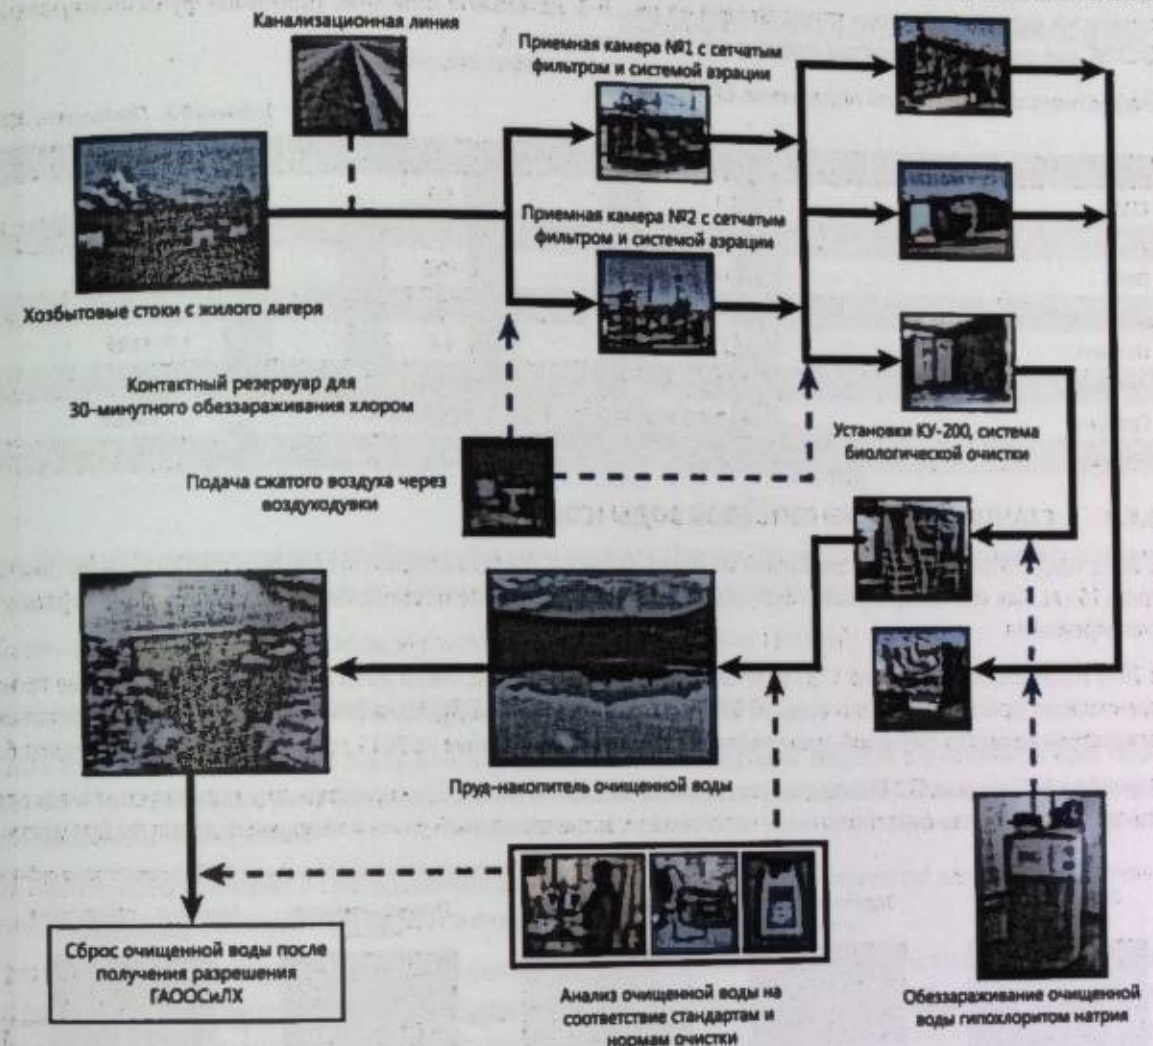 Канализационная линия
Приемная камера №1 с сетчатым
фильтром и системой аэрации
Приемная камера №2 с сетчатым
фильтром и системой аэрации
Хозбытовые стоки с жилого лагеря
Контактный резервуар для
30-минутного обеззараживания хлором
Установки КУ-200, система
биологической очистки
Подача сжатого воздуха через
воздуходувки
Пруд-накопитель очищенной воды
Сброс очищенной воды после
получения разрешения
ГАООСиЛХ
Анализ очищенной воды на
соответствие стандартам и
нормам очистки
Обеззараживание очищенной
воды гипохлоритом натрия